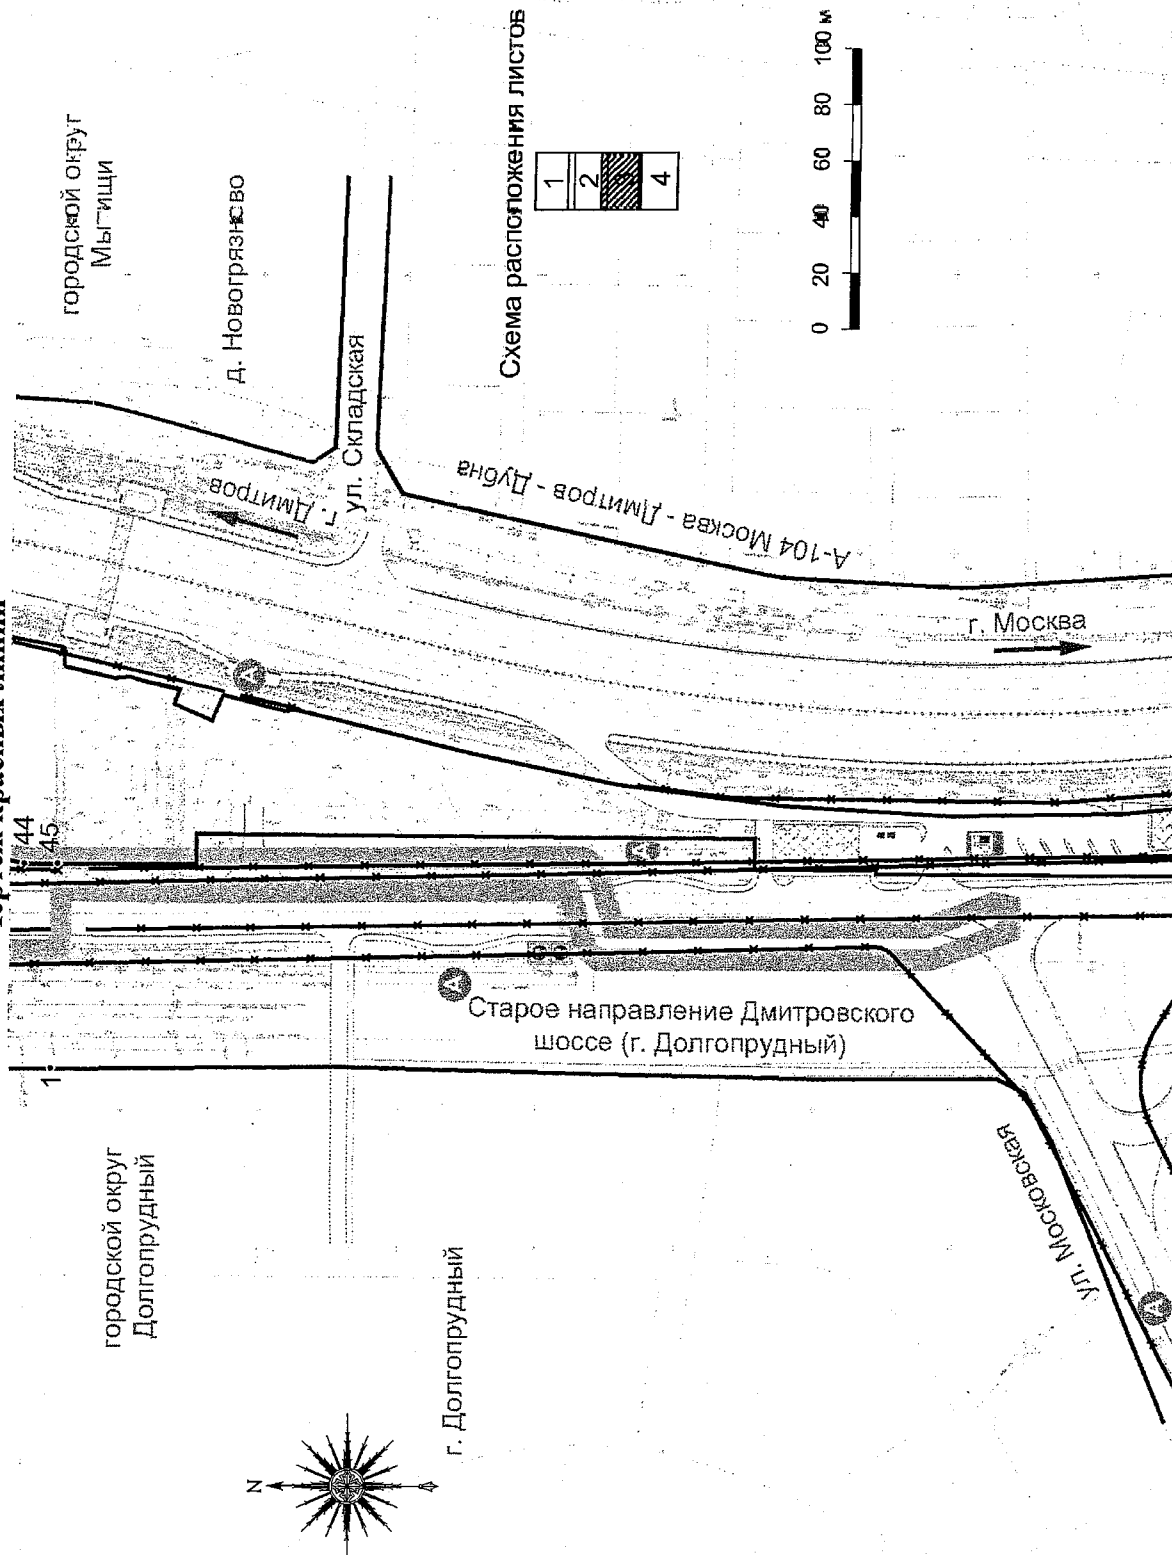 44
45
городской округ
Мытищи
д. Новогрязново
ул. Складская
г. Дмитров
А-104 Москва - Дмитров - Дубна
г. Москва
Схема расположения листов
1
2
3
4
0 20 40 60 80 100 м
1
Старое направление Дмитровского
шоссе (г. Долгопрудный)
городской округ
Долгопрудный
г. Долгопрудный
ул. Московская
N
А
А
А
А